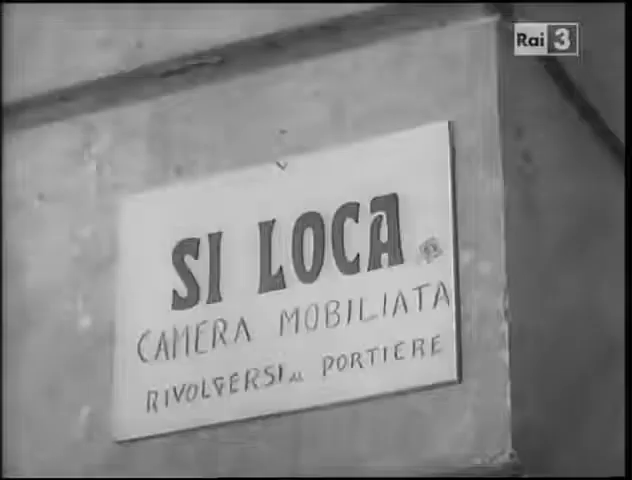 Rai 3
SI LOCA
CAMERA MOBILIATA
RIVOLGERSI AL PORTIERE